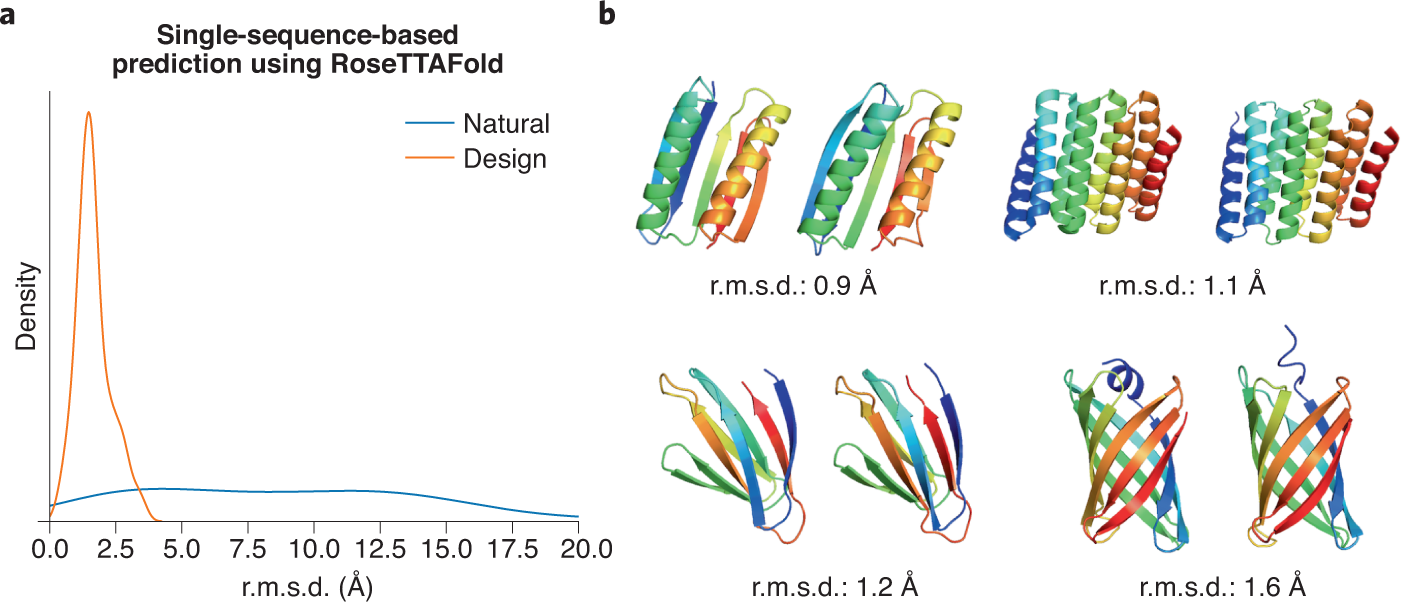 a
Single-sequence-based
prediction using RoseTTAFold
Natural
Design
Density
0.0 2.5 5.0 7.5 10.0 12.5 15.0 17.5 20.0
r.m.s.d. (Å)
b
r.m.s.d.: 0.9 Å
r.m.s.d.: 1.1 Å
r.m.s.d.: 1.2 Å
r.m.s.d.: 1.6 Å